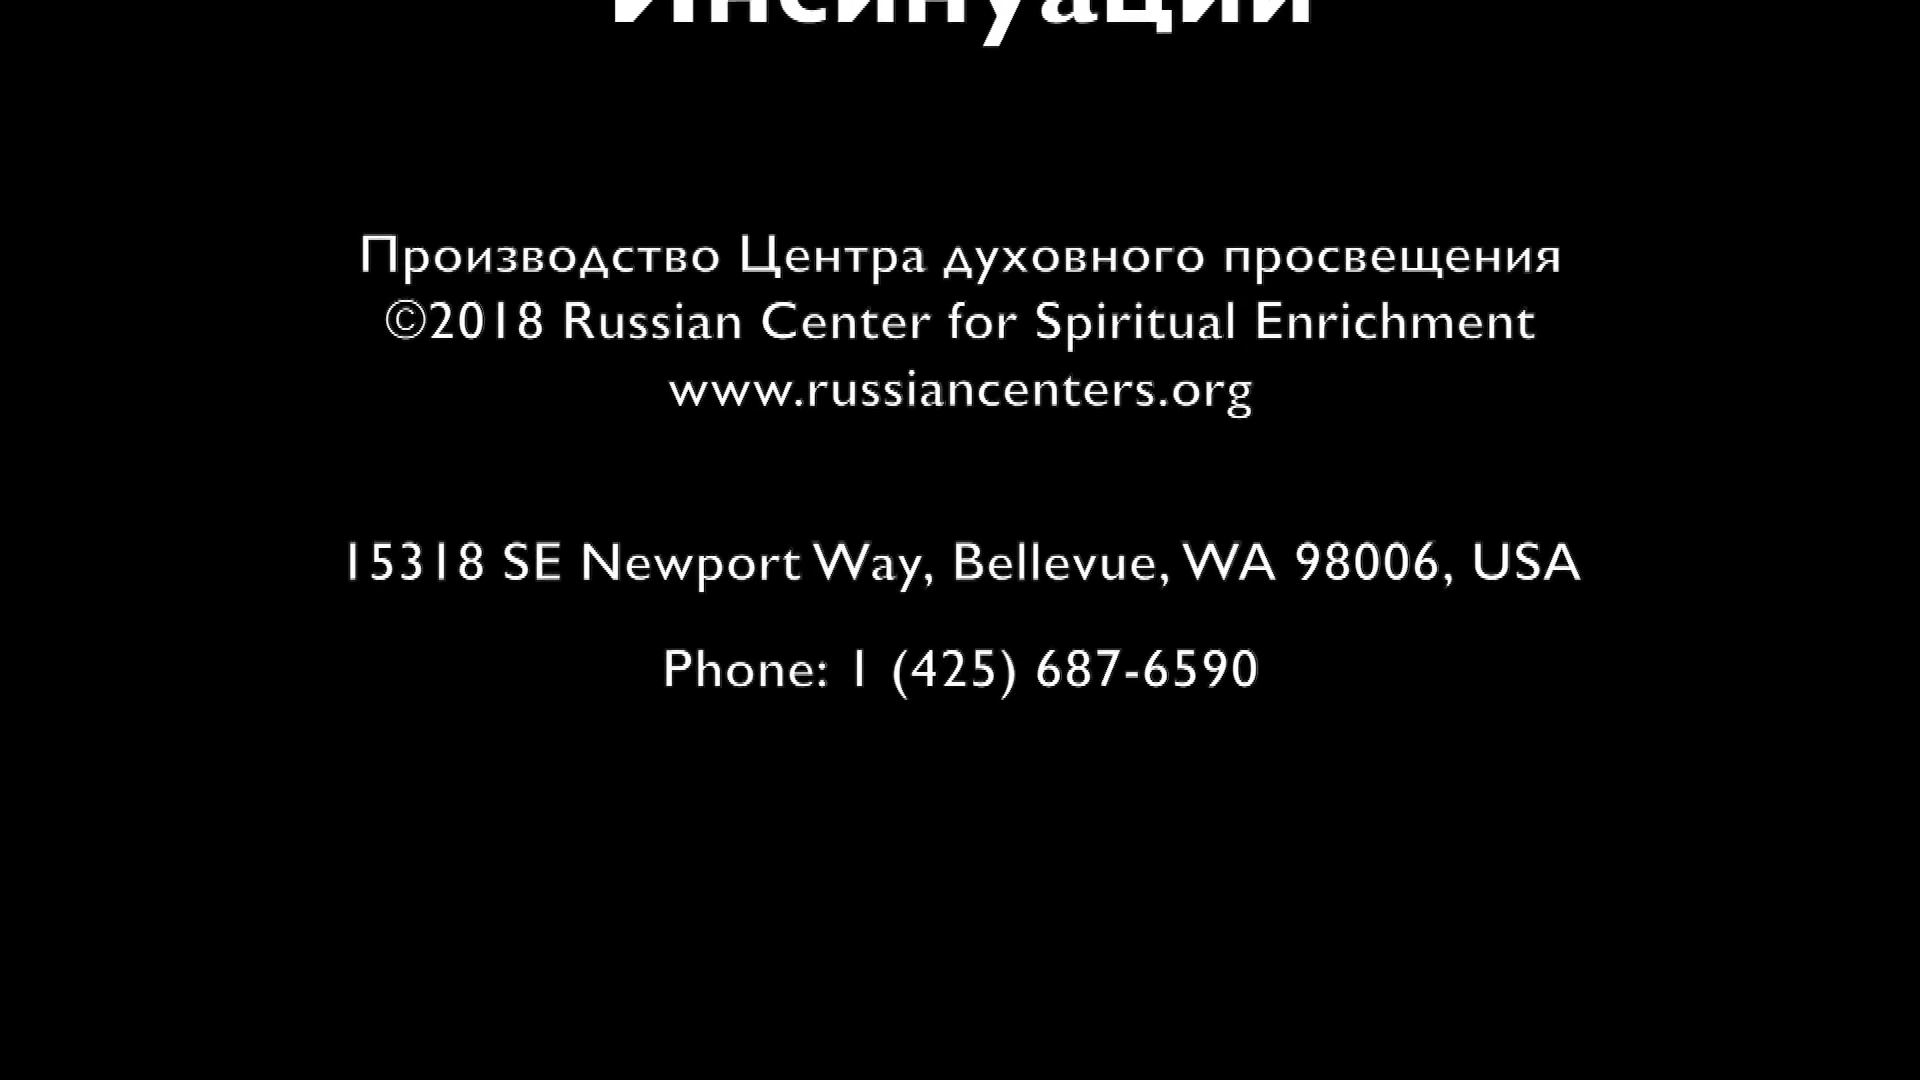 Инсинуации
Производство Центра духовного просвещения
©2018 Russian Center for Spiritual Enrichment
www.russiancenters.org
15318 SE Newport Way, Bellevue, WA 98006, USA
Phone: 1 (425) 687-6590